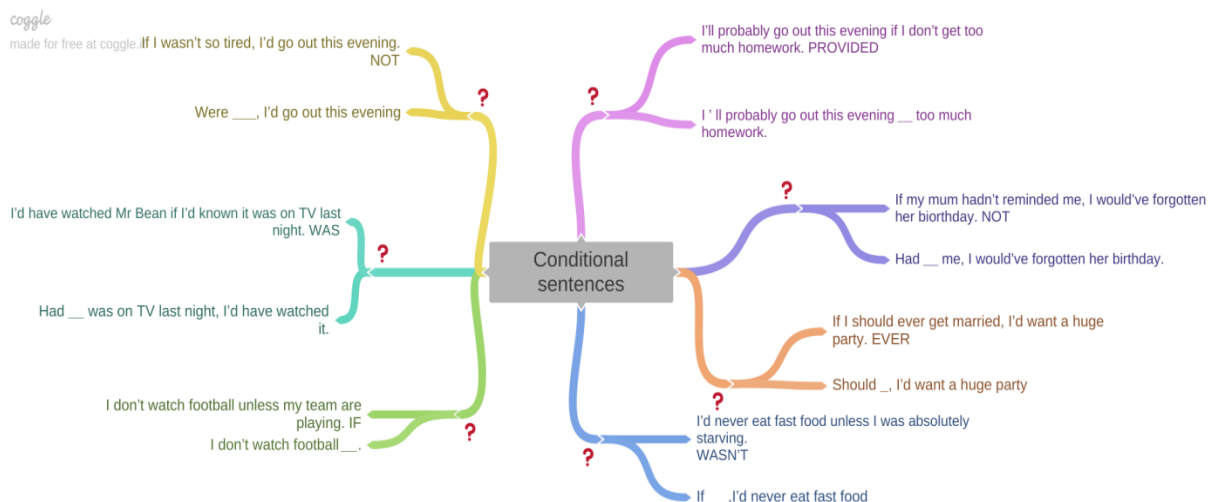 coggle
made for free at coggle.it
If I wasn't so tired, I'd go out this evening.
NOT
Were ___, I'd go out this evening
I'd have watched Mr Bean if I'd known it was on TV last
night. WAS
Had __ was on TV last night, I'd have watched
it.
I don't watch football unless my team are
playing. IF
I don't watch football __.
Conditional
sentences
I'll probably go out this evening if I don't get too
much homework. PROVIDED
I ' ll probably go out this evening __ too much
homework.
If my mum hadn't reminded me, I would've forgotten
her biorthday. NOT
Had __ me, I would've forgotten her birthday.
If I should ever get married, I'd want a huge
party. EVER
Should _, I'd want a huge party
I'd never eat fast food unless I was absolutely
starving.
WASN'T
If __ .I'd never eat fast food
?
?
?
?
?
?
?